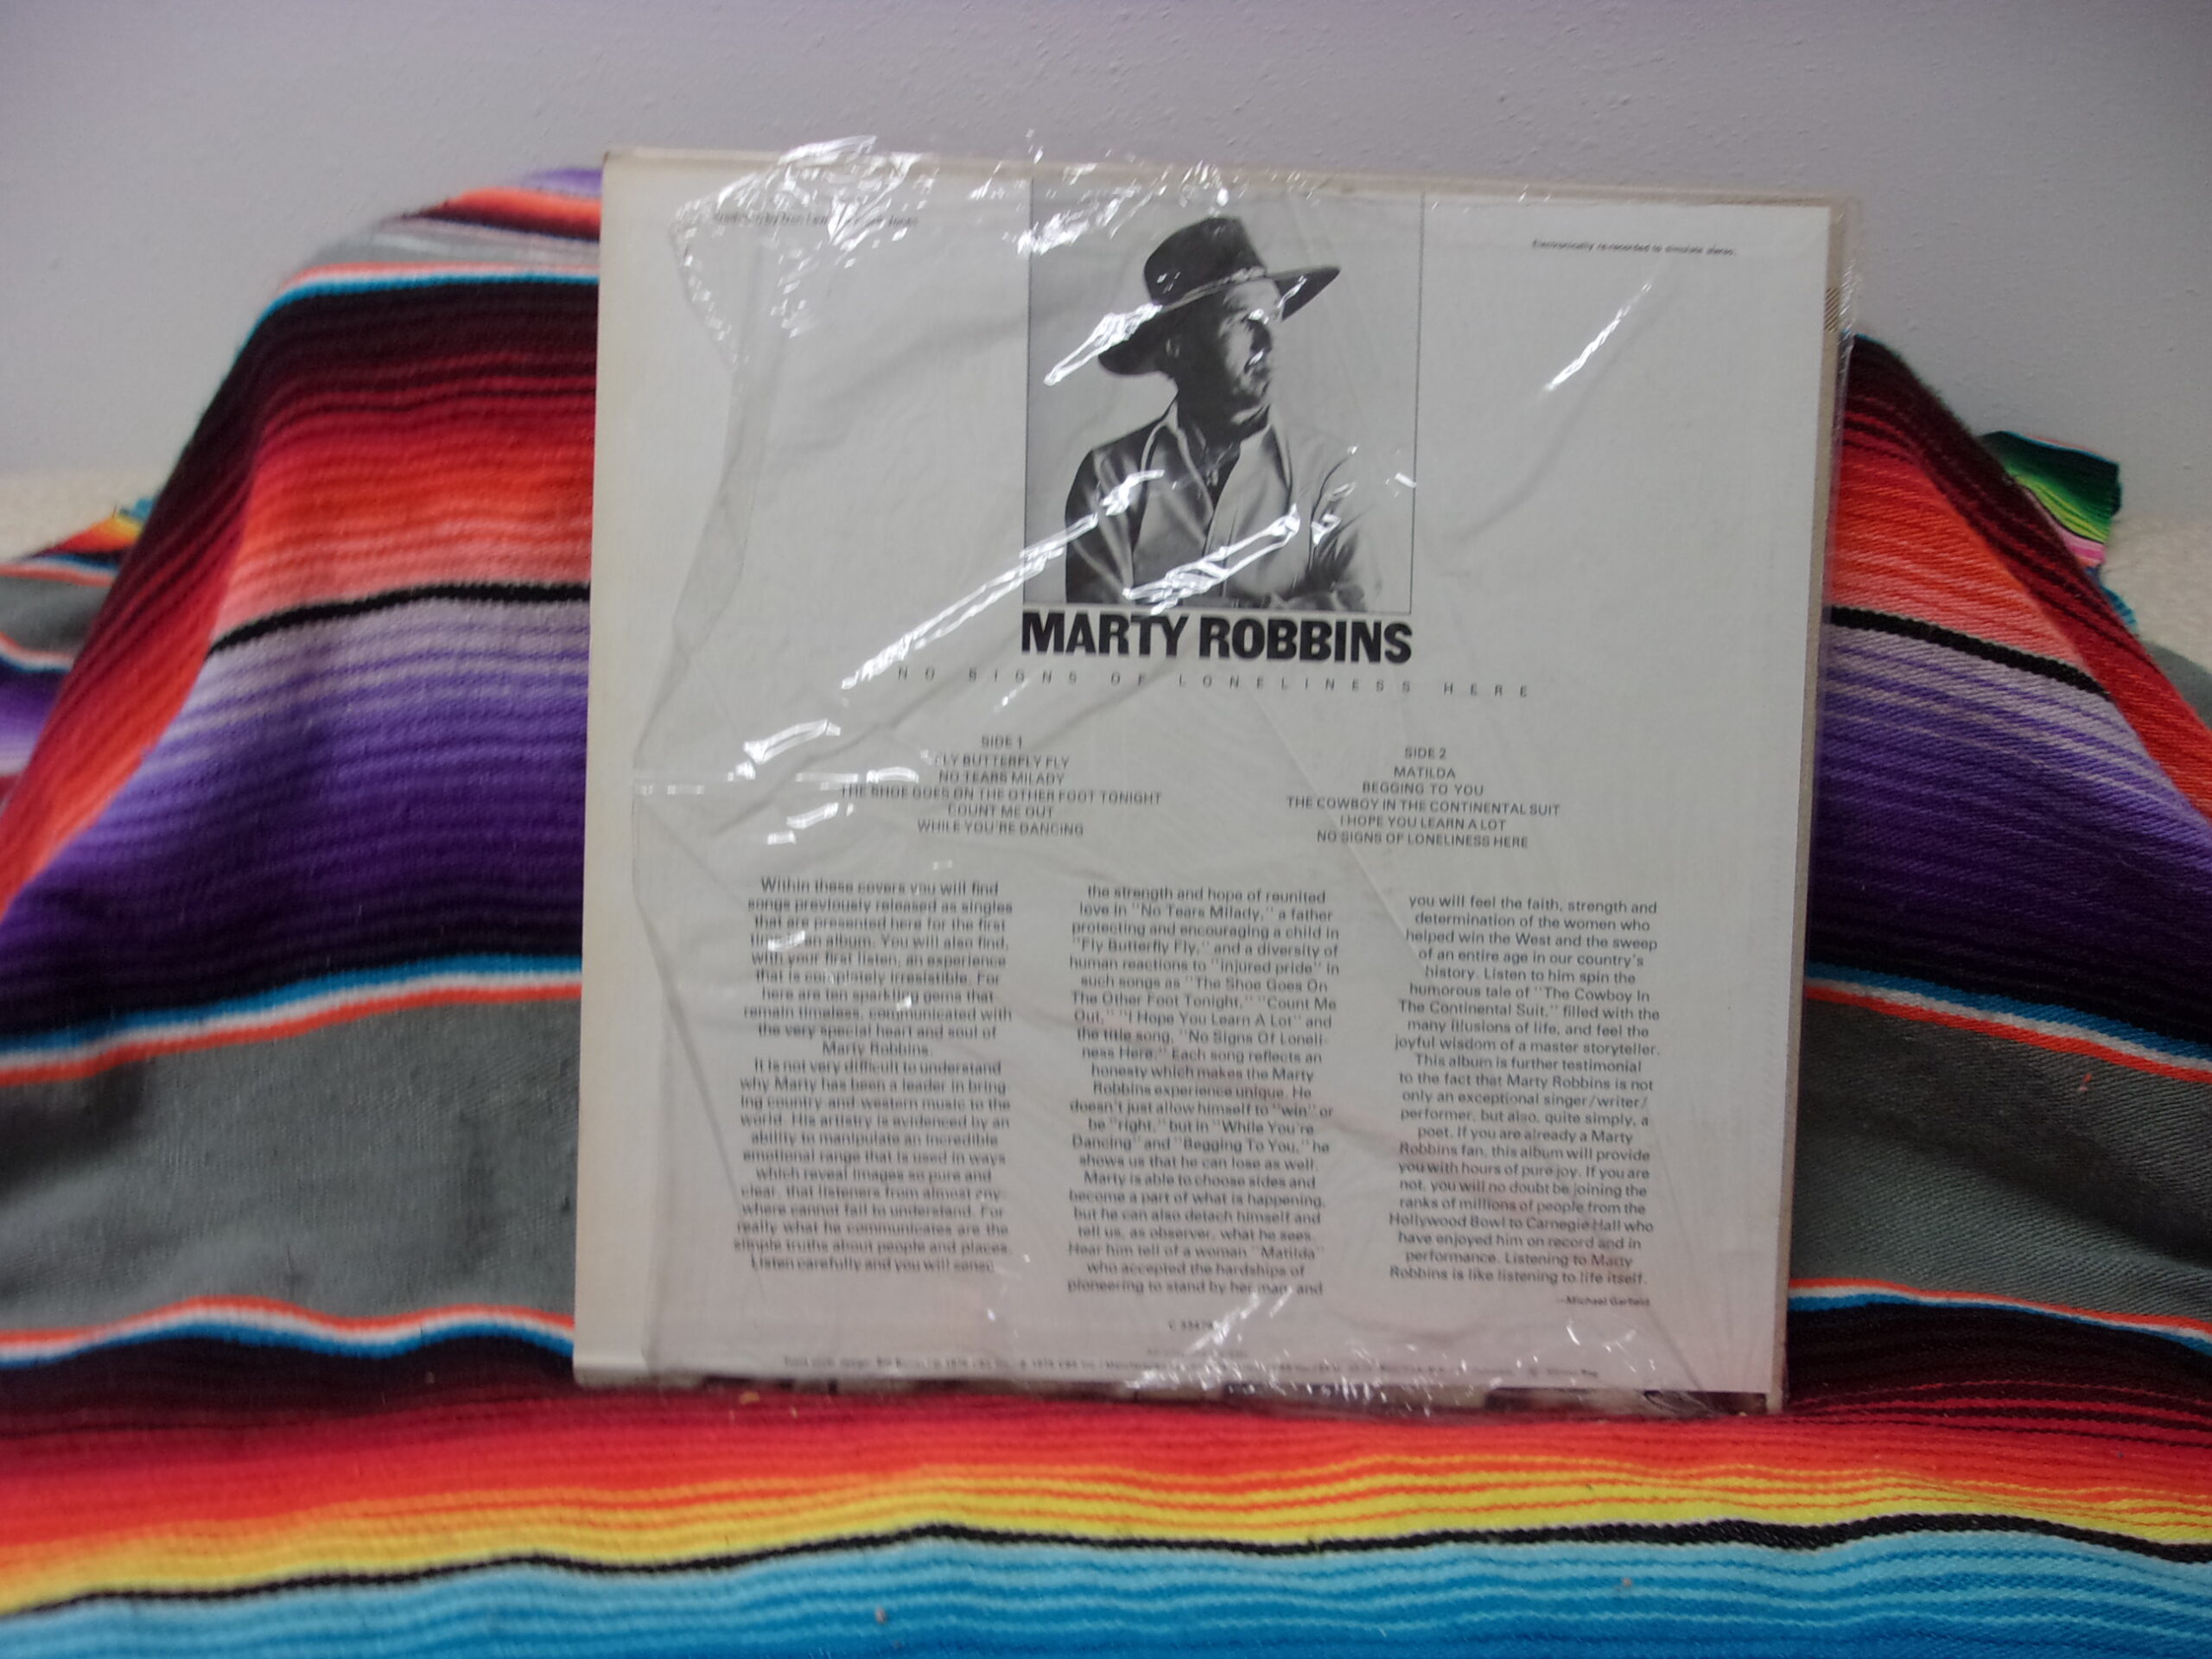 Electronically re-recorded to simulate stereo.
MARTY ROBBINS
NO SIGNS OF LONELINESS HERE
SIDE 1
FLY BUTTERFLY FLY
NO TEARS MILADY
THE SHOE GOES ON THE OTHER FOOT TONIGHT
COUNT ME OUT
WHILE YOU'RE DANCING
SIDE 2
MATILDA
BEGGING TO YOU
THE COWBOY IN THE CONTINENTAL SUIT
I HOPE YOU LEARN A LOT
NO SIGNS OF LONELINESS HERE
Within these covers you will find
songs previously released as singles
that are presented here for the first
time in an album. You will also find,
with your first listen, an experience
that is completely irresistible. For
here are ten sparkling gems that
remain timeless, communicated with
the very special heart and soul of
Marty Robbins.
It is not very difficult to understand
why Marty has been a leader in bring-
ing country and western music to the
world. His artistry is evidenced by an
ability to manipulate an incredible
emotional range that is used in ways
which reveal images so pure and
clear, that listeners from almost any-
where cannot fail to understand. For
really what he communicates are the
simple truths about people and places.
Listen carefully and you will sense
the strength and hope of reunited
love in "No Tears Milady," a father
protecting and encouraging a child in
"Fly Butterfly Fly," and a diversity of
human reactions to "injured pride" in
such songs as "The Shoe Goes On
The Other Foot Tonight," "Count Me
Out," "I Hope You Learn A Lot" and
the title song, "No Signs Of Loneli-
ness Here." Each song reflects an
honesty which makes the Marty
Robbins experience unique. He
doesn't just allow himself to "win" or
be "right," but in "While You're
Dancing" and "Begging To You," he
shows us that he can lose as well.
Marty is able to choose sides and
become a part of what is happening,
but he can also detach himself and
tell us, as observer, what he sees.
Hear him tell of a woman "Matilda"
who accepted the hardships of
pioneering to stand by her man, and
you will feel the faith, strength and
determination of the women who
helped win the West and the sweep
of an entire age in our country's
history. Listen to him spin the
humorous tale of "The Cowboy In
The Continental Suit," filled with the
many illusions of life, and feel the
joyful wisdom of a master storyteller.
This album is further testimonial
to the fact that Marty Robbins is not
only an exceptional singer/writer/
performer, but also, quite simply, a
poet. If you are already a Marty
Robbins fan, this album will provide
you with hours of pure joy. If you are
not, you will no doubt be joining the
ranks of millions of people from the
Hollywood Bowl to Carnegie Hall who
have enjoyed him on record and in
performance. Listening to Marty
Robbins is like listening to life itself.
—Michael Garfield